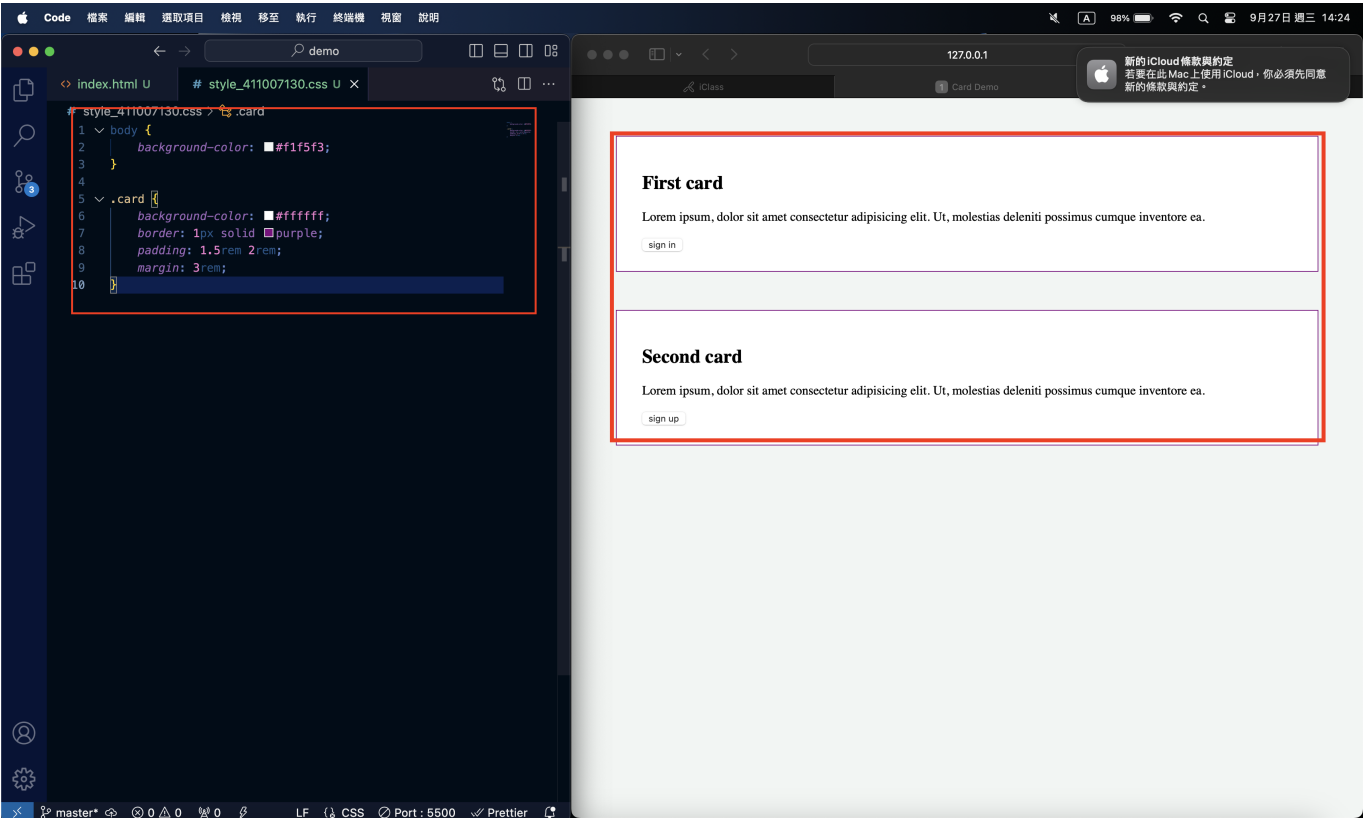 Code 檔案 編輯 選取項目 檢視 移至 執行 終端機 視窗 說明
A 98% 9月27日 週三 14:24
demo
127.0.0.1
新的 iCloud 條款與約定
若要在此 Mac 上使用 iCloud，你必須先同意
新的條款與約定。
index.html U
# style_411007130.css U
iClass
1 Card Demo
# style_411007130.css > .card
1 body {
2 background-color: #f1f5f3;
3 }
4
5 .card {
6 background-color: #ffffff;
7 border: 1px solid purple;
8 padding: 1.5rem 2rem;
9 margin: 3rem;
10 }
3
First card
Lorem ipsum, dolor sit amet consectetur adipisicing elit. Ut, molestias deleniti possimus cumque inventore ea.
sign in
Second card
Lorem ipsum, dolor sit amet consectetur adipisicing elit. Ut, molestias deleniti possimus cumque inventore ea.
sign up
master* 0 0 0 LF {} CSS Port : 5500 Prettier